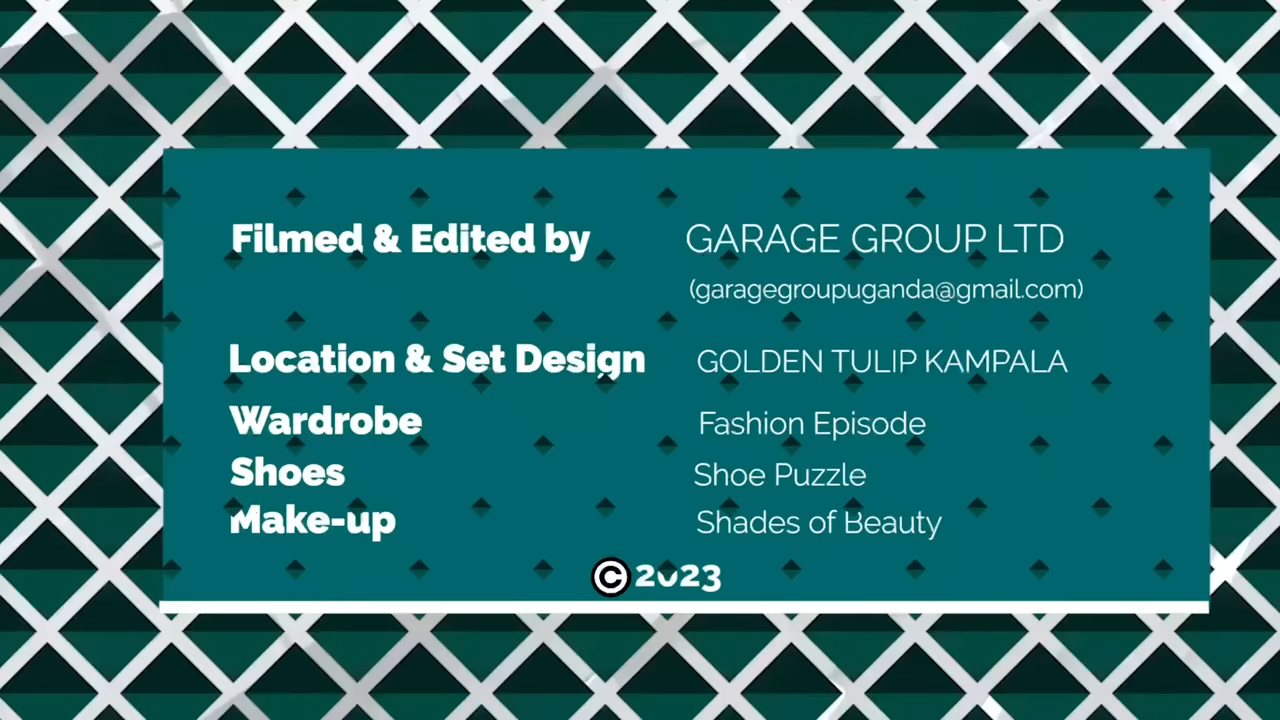 Filmed & Edited by GARAGE GROUP LTD
(garagegroupuganda@gmail.com)
Location & Set Design GOLDEN TULIP KAMPALA
Wardrobe Fashion Episode
Shoes Shoe Puzzle
Make-up Shades of Beauty
©2023